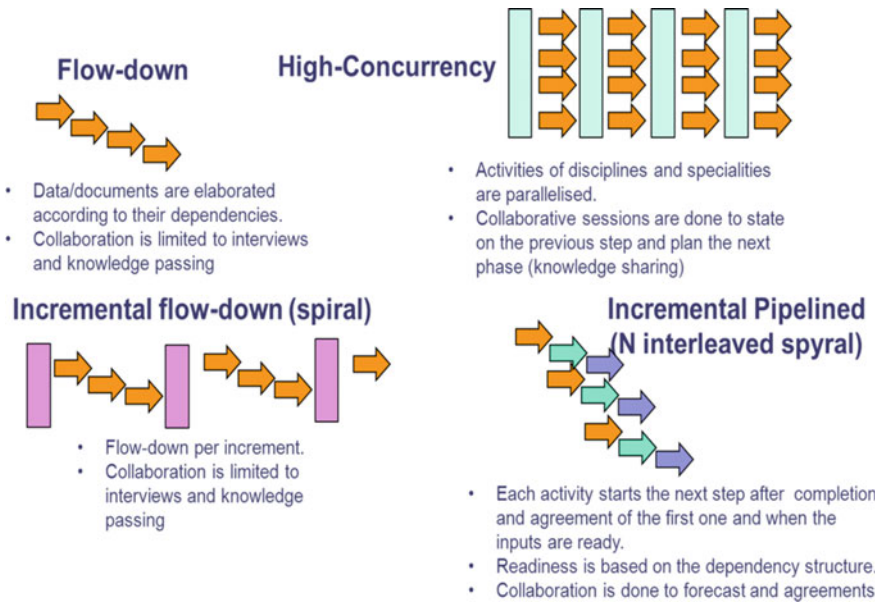 Flow-down
• Data/documents are elaborated
according to their dependencies.
• Collaboration is limited to interviews
and knowledge passing
High-Concurrency
• Activities of disciplines and specialities
are parallelised.
• Collaborative sessions are done to state
on the previous step and plan the next
phase (knowledge sharing)
Incremental flow-down (spiral)
• Flow-down per increment.
• Collaboration is limited to
interviews and knowledge
passing
Incremental Pipelined
(N interleaved spyral)
• Each activity starts the next step after completion
and agreement of the first one and when the
inputs are ready.
• Readiness is based on the dependency structure.
• Collaboration is done to forecast and agreements